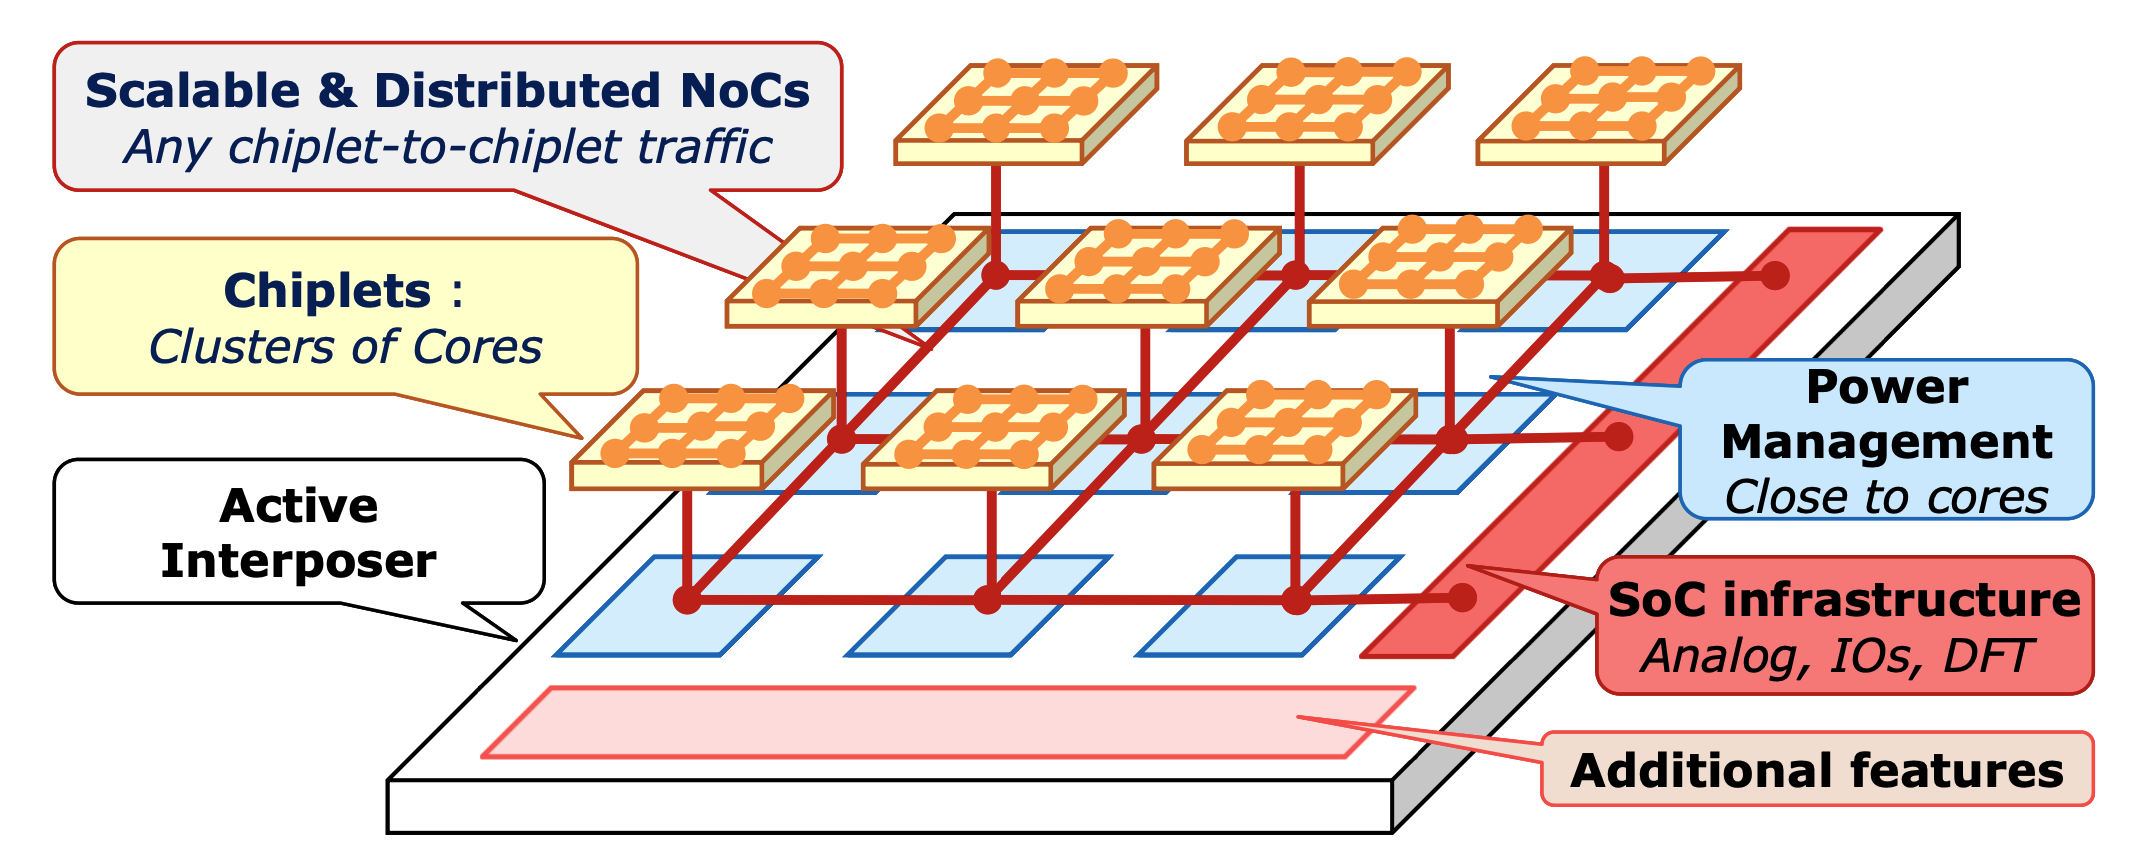 Scalable & Distributed NoCs
Any chiplet-to-chiplet traffic
Chiplets :
Clusters of Cores
Active
Interposer
Power
Management
Close to cores
SoC infrastructure
Analog, IOs, DFT
Additional features